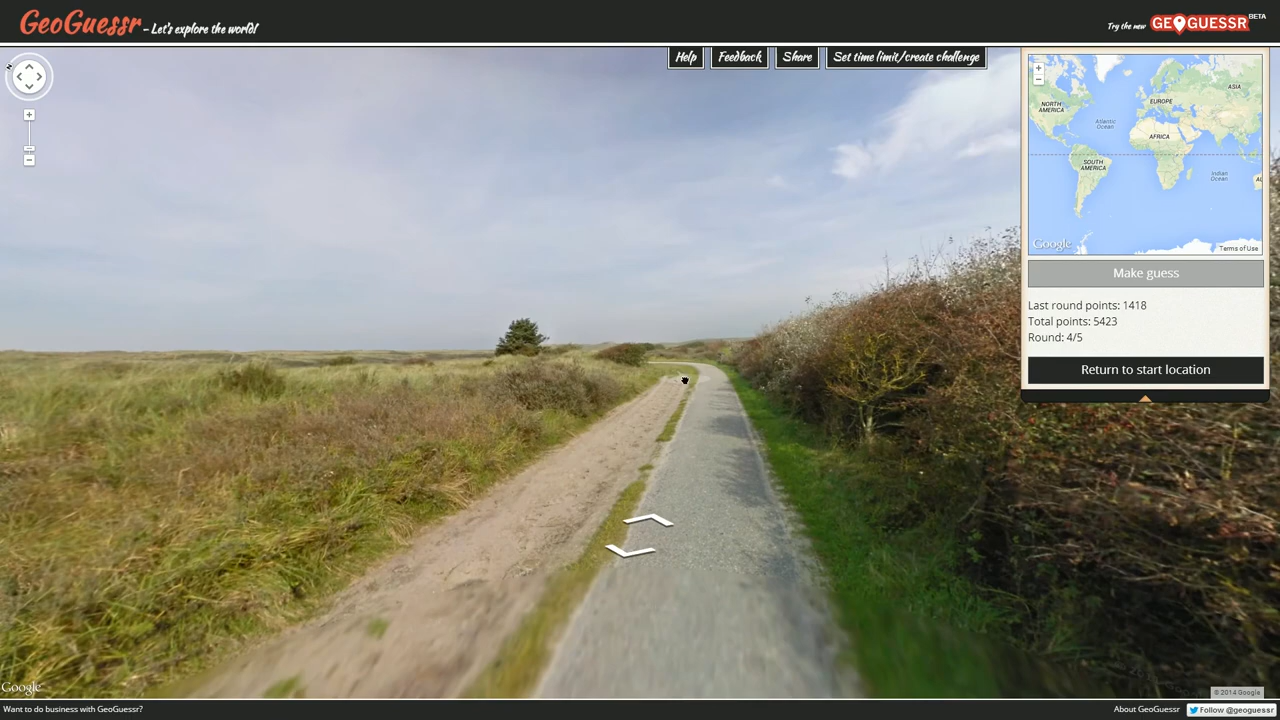 GeoGuessr - Let's explore the world!
Try the new GEOGUESSR BETA
Help Feedback Share Set time limit/create challenge
+
−
+
−
NORTH AMERICA
Atlantic Ocean
EUROPE
ASIA
AFRICA
SOUTH AMERICA
Indian Ocean
AU
Google
Terms of Use
Make guess
Last round points: 1418
Total points: 5423
Round: 4/5
Return to start location
Google
© 2014 Google
Want to do business with GeoGuessr?
About GeoGuessr
Follow @geoguessr